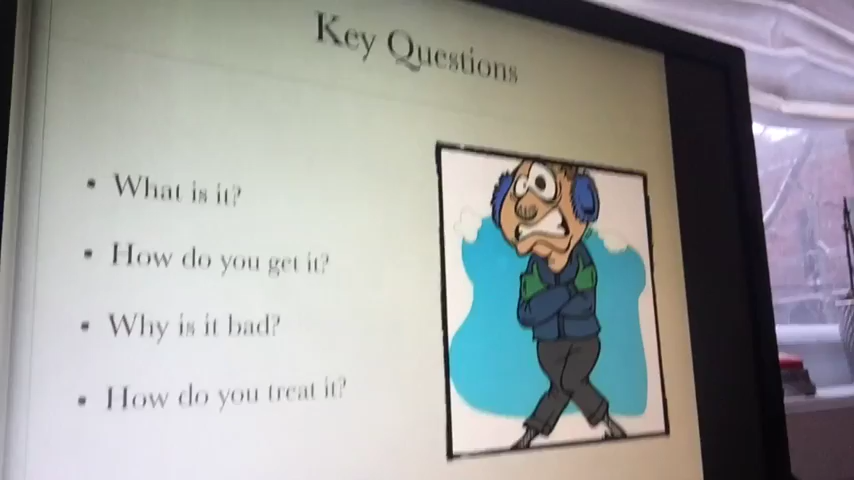 Key Questions
• What is it?
• How do you get it?
• Why is it bad?
• How do you treat it?